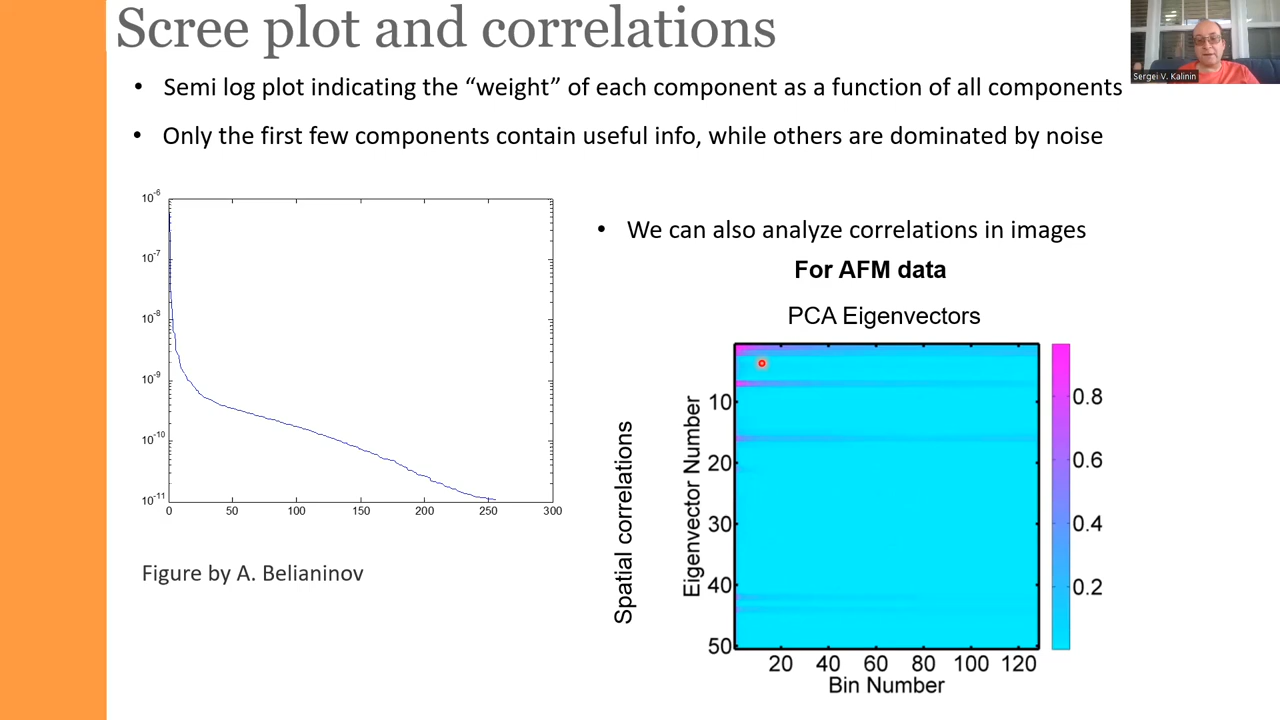 Scree plot and correlations
Sergei V. Kalinin
• Semi log plot indicating the “weight” of each component as a function of all components
• Only the first few components contain useful info, while others are dominated by noise
10-6
10-7
10-8
10-9
10-10
10-11
0 50 100 150 200 250 300
Figure by A. Belianinov
• We can also analyze correlations in images
For AFM data
PCA Eigenvectors
Spatial correlations
Eigenvector Number
10
20
30
40
50
20 40 60 80 100 120
Bin Number
0.8
0.6
0.4
0.2